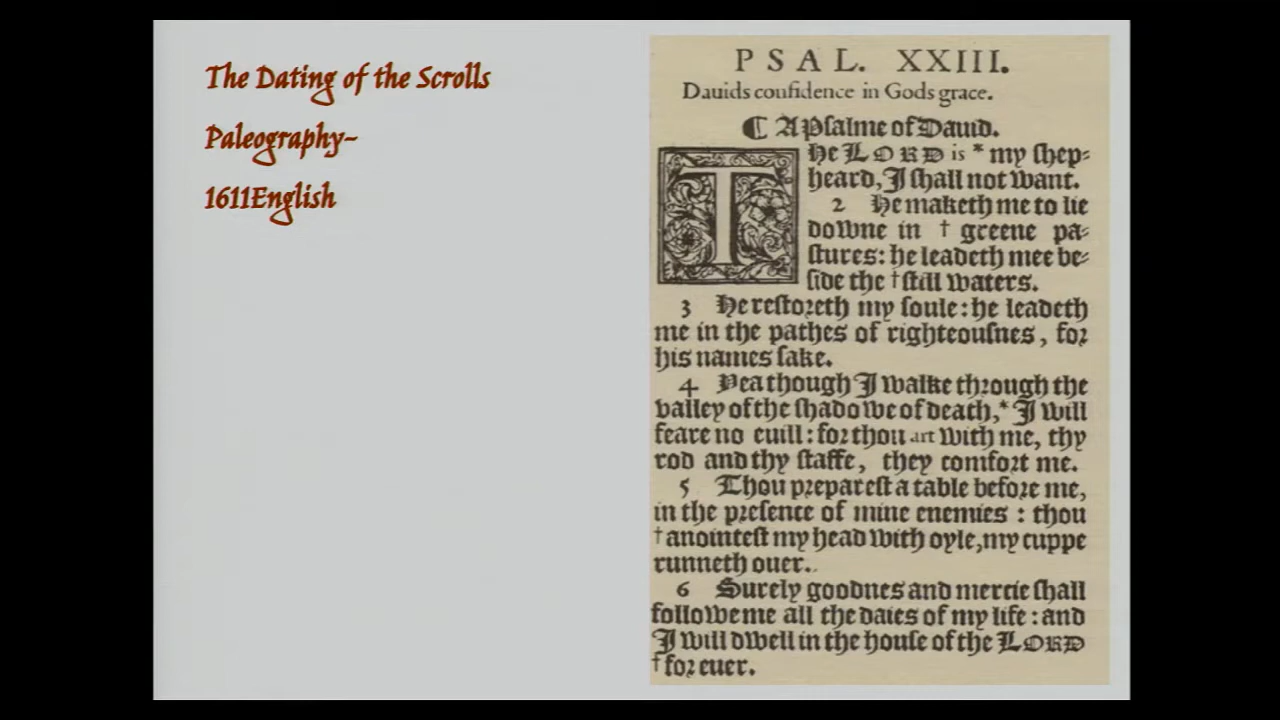 The Dating of the Scrolls
Paleography~
1611English
PSAL. XXIII.
Dauids confidence in Gods grace.
¶ A Psalme of Dauid.
The LORD is * my shep⸗
heard, I shall not want.
2 He maketh me to lie
downe in † greene pa⸗
stures: he leadeth mee be⸗
side the † still waters.
3 He restoreth my soule: he leadeth
me in the pathes of righteousnes, for
his names sake.
4 Yea though I walke through the
valley of the shadowe of death,* I will
feare no euill: for thou art with me, thy
rod and thy staffe, they comfort me.
5 Thou preparest a table before me,
in the presence of mine enemies : thou
† anointest my head with oyle, my cuppe
runneth ouer.
6 Surely goodnes and mercie shall
followe me all the daies of my life : and
I will dwell in the house of the LORD
† for euer.